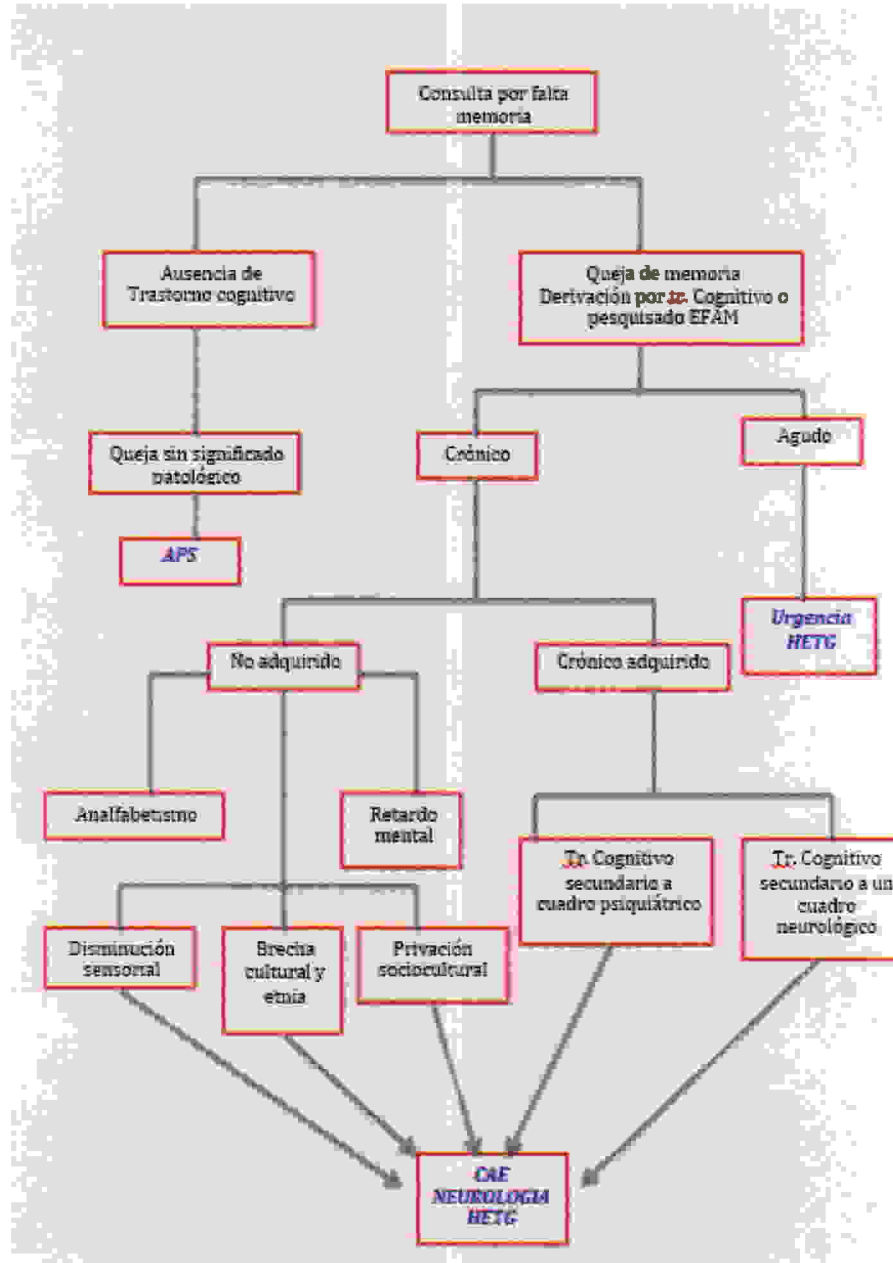 Consulta por falta
memoria
Ausencia de
Trastorno cognitivo
Queja de memoria
Derivación por tr. Cognitivo o
pesquisado EFAM
Queja sin significado
patológico
Crónico
Agudo
APS
Urgencia
HETG
No adquirido
Crónico adquirido
Analfabetismo
Retardo
mental
Tr. Cognitivo
secundario a
cuadro psiquiátrico
Tr. Cognitivo
secundario a un
cuadro
neurológico
Disminución
sensorial
Brecha
cultural y
etnia
Privación
sociocultural
CAE
NEUROLOGIA
HETG